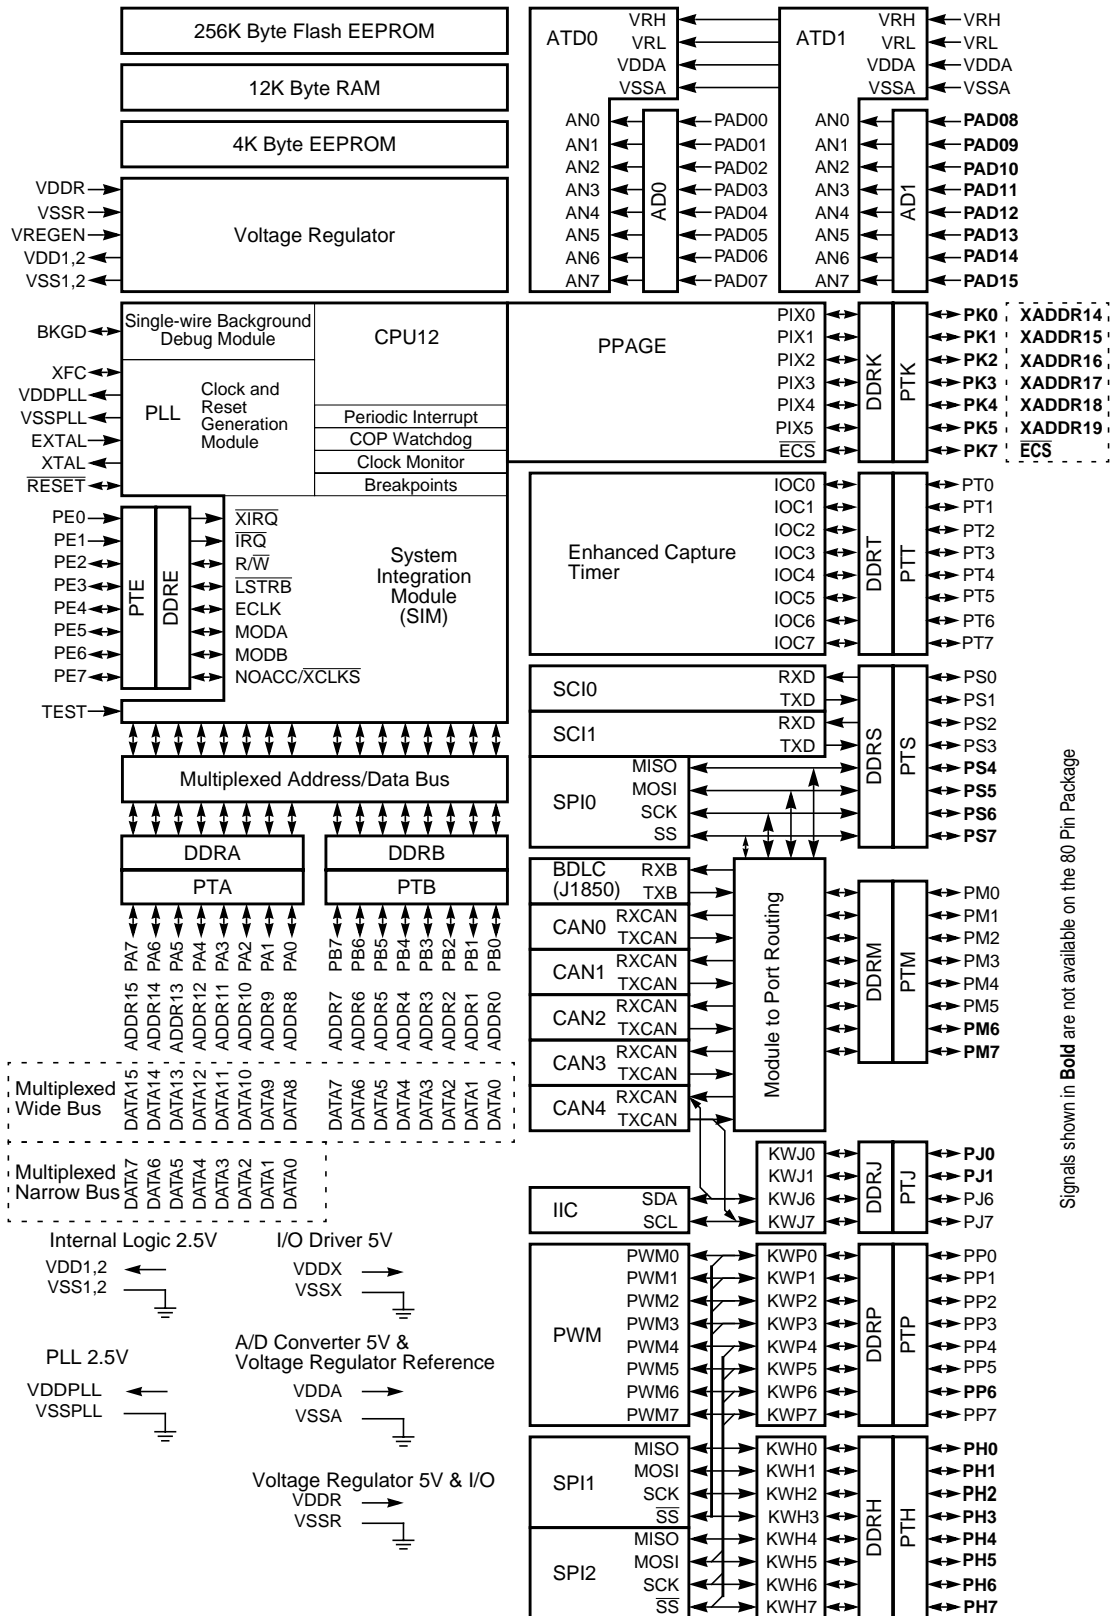 256K Byte Flash EEPROM
12K Byte RAM
4K Byte EEPROM
VDDR
VSSR
VREGEN
VDD1,2
VSS1,2
Voltage Regulator
ATD0
VRH
VRL
VDDA
VSSA
AN0
AN1
AN2
AN3
AN4
AN5
AN6
AN7
AD0
PAD00
PAD01
PAD02
PAD03
PAD04
PAD05
PAD06
PAD07
ATD1
VRH
VRL
VDDA
VSSA
VRH
VRL
VDDA
VSSA
AN0
AN1
AN2
AN3
AN4
AN5
AN6
AN7
AD1
PAD08
PAD09
PAD10
PAD11
PAD12
PAD13
PAD14
PAD15
BKGD
XFC
VDDPLL
VSSPLL
EXTAL
XTAL
RESET
Single-wire Background
Debug Module
CPU12
PLL
Clock and
Reset
Generation
Module
Periodic Interrupt
COP Watchdog
Clock Monitor
Breakpoints
PPAGE
PIX0
PIX1
PIX2
PIX3
PIX4
PIX5
ECS
DDRK
PTK
PK0
PK1
PK2
PK3
PK4
PK5
PK7
XADDR14
XADDR15
XADDR16
XADDR17
XADDR18
XADDR19
ECS
PE0
PE1
PE2
PE3
PE4
PE5
PE6
PE7
TEST
PTE
DDRE
XIRQ
IRQ
R/W
LSTRB
ECLK
MODA
MODB
NOACC/XCLKS
System
Integration
Module
(SIM)
Enhanced Capture
Timer
IOC0
IOC1
IOC2
IOC3
IOC4
IOC5
IOC6
IOC7
DDRT
PTT
PT0
PT1
PT2
PT3
PT4
PT5
PT6
PT7
SCI0
RXD
TXD
SCI1
RXD
TXD
SPI0
MISO
MOSI
SCK
SS
DDRS
PTS
PS0
PS1
PS2
PS3
PS4
PS5
PS6
PS7
Multiplexed Address/Data Bus
DDRA
PTA
DDRB
PTB
PA7
PA6
PA5
PA4
PA3
PA2
PA1
PA0
PB7
PB6
PB5
PB4
PB3
PB2
PB1
PB0
ADDR15
ADDR14
ADDR13
ADDR12
ADDR11
ADDR10
ADDR9
ADDR8
ADDR7
ADDR6
ADDR5
ADDR4
ADDR3
ADDR2
ADDR1
ADDR0
Multiplexed
Wide Bus
DATA15
DATA14
DATA13
DATA12
DATA11
DATA10
DATA9
DATA8
DATA7
DATA6
DATA5
DATA4
DATA3
DATA2
DATA1
DATA0
Multiplexed
Narrow Bus
DATA7
DATA6
DATA5
DATA4
DATA3
DATA2
DATA1
DATA0
BDLC
(J1850)
RXB
TXB
CAN0
RXCAN
TXCAN
CAN1
RXCAN
TXCAN
CAN2
RXCAN
TXCAN
CAN3
RXCAN
TXCAN
CAN4
RXCAN
TXCAN
Module to Port Routing
DDRM
PTM
PM0
PM1
PM2
PM3
PM4
PM5
PM6
PM7
IIC
SDA
SCL
KWJ0
KWJ1
KWJ6
KWJ7
DDRJ
PTJ
PJ0
PJ1
PJ6
PJ7
Internal Logic 2.5V
VDD1,2
VSS1,2
I/O Driver 5V
VDDX
VSSX
PLL 2.5V
VDDPLL
VSSPLL
A/D Converter 5V &
Voltage Regulator Reference
VDDA
VSSA
Voltage Regulator 5V & I/O
VDDR
VSSR
PWM
PWM0
PWM1
PWM2
PWM3
PWM4
PWM5
PWM6
PWM7
KWP0
KWP1
KWP2
KWP3
KWP4
KWP5
KWP6
KWP7
DDRP
PTP
PP0
PP1
PP2
PP3
PP4
PP5
PP6
PP7
SPI1
MISO
MOSI
SCK
SS
SPI2
MISO
MOSI
SCK
SS
KWH0
KWH1
KWH2
KWH3
KWH4
KWH5
KWH6
KWH7
DDRH
PTH
PH0
PH1
PH2
PH3
PH4
PH5
PH6
PH7
Signals shown in Bold are not available on the 80 Pin Package